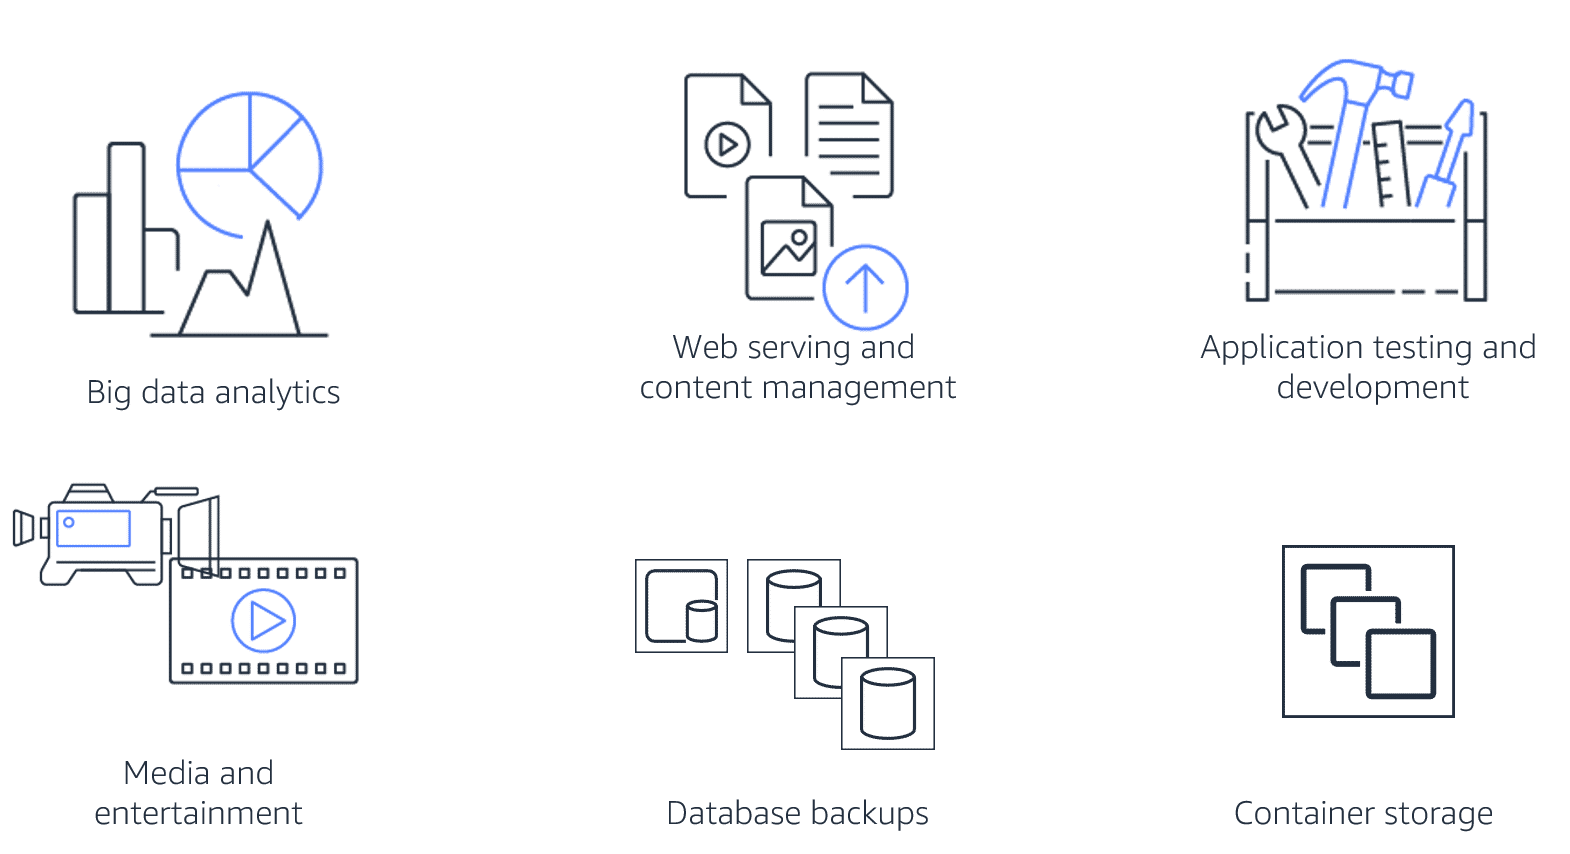 Big data analytics
Web serving and
content management
Application testing and
development
Media and
entertainment
Database backups
Container storage